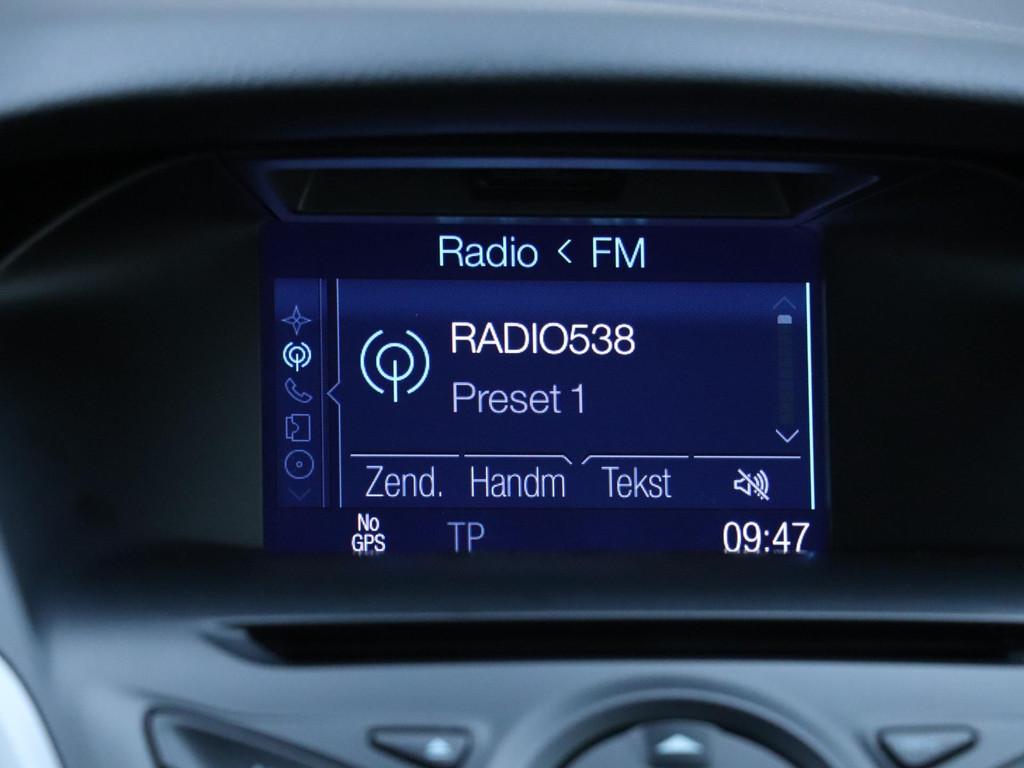 Radio < FM
RADIO538
Preset 1
Zend. Handm Tekst
No
GPS
TP 09:47